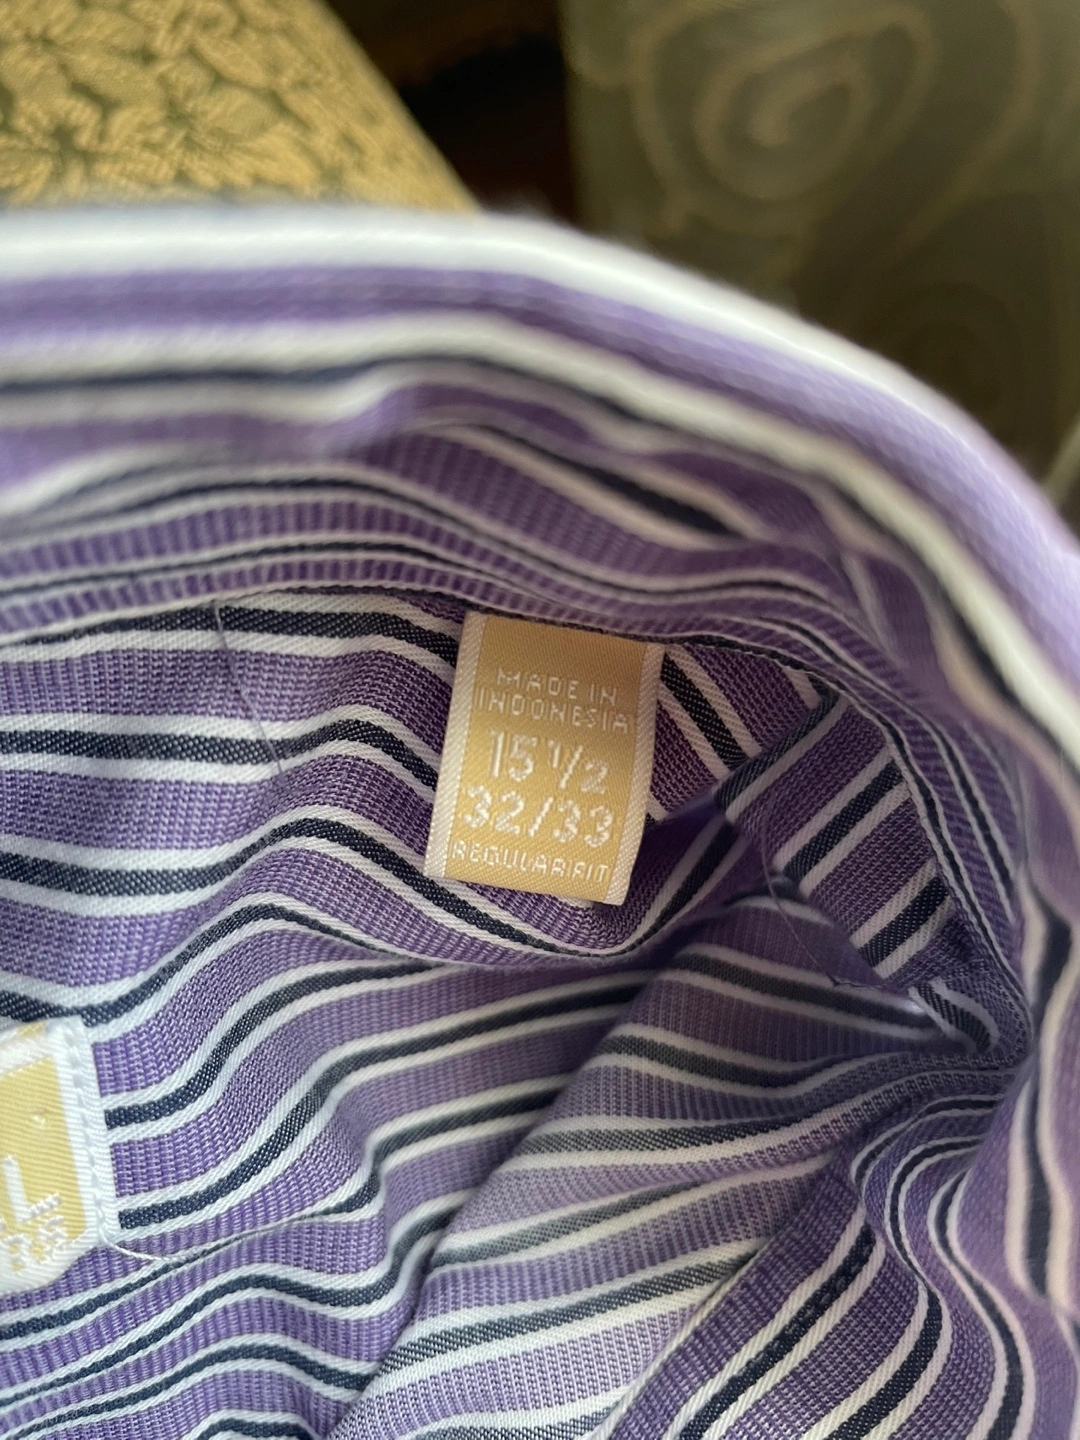 MADE IN
INDONESIA
15 1/2
32/33
REGULAR FIT